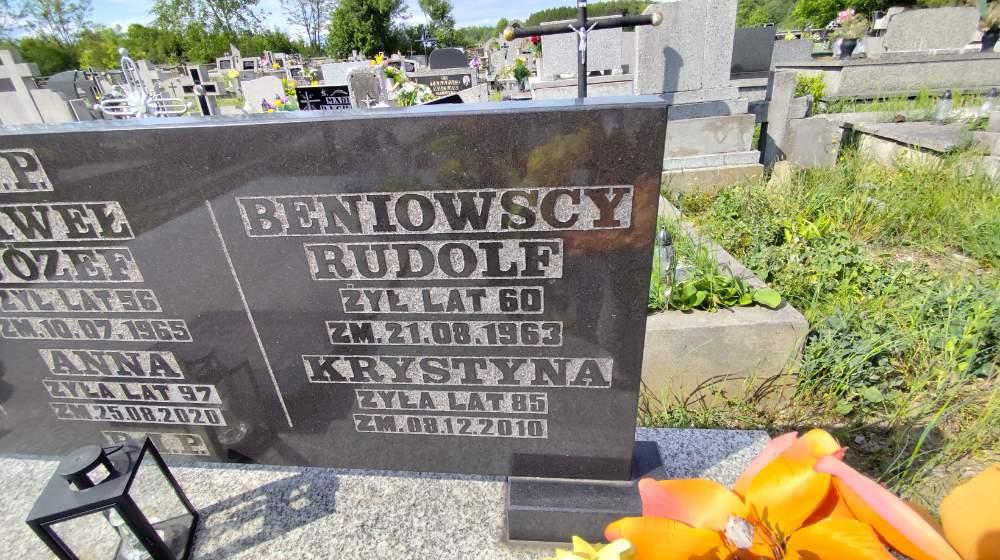 .P.
AWEŁ
JÓZEF
ŻYŁ LAT 56
ZM. 10.07.1965
ANNA
ŻYŁA LAT 97
ZM. 25.08.2020
R.I.P.
BENIOWSCY
RUDOLF
ŻYŁ LAT 60
ZM. 21.08.1963
KRYSTYNA
ŻYŁA LAT 85
ZM. 08.12.2010